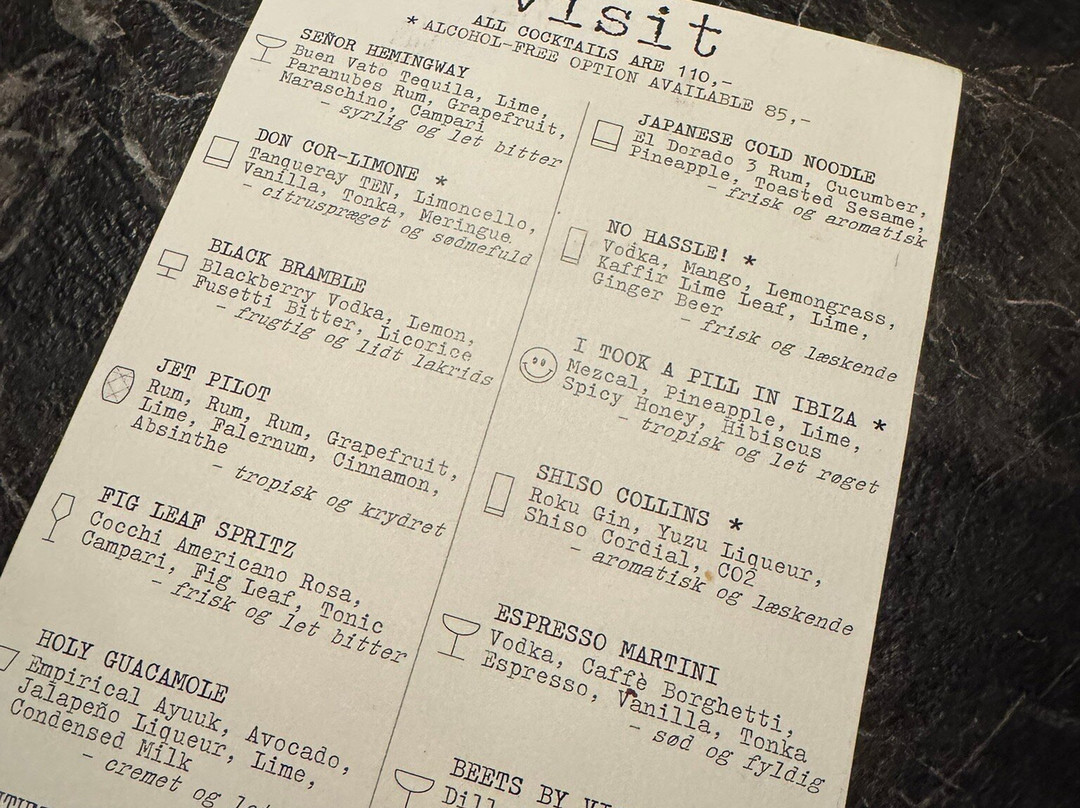 visit
ALL COCKTAILS ARE 110,-
* ALCOHOL-FREE OPTION AVAILABLE 85,-
SEÑOR HEMINGWAY
Buen Vato Tequila, Lime,
Paranubes Rum, Grapefruit,
Maraschino, Campari
- syrlig og let bitter
DON COR-LIMONE *
Tanqueray TEN, Limoncello,
Vanilla, Tonka, Meringue
- citruspræget og sødmefuld
BLACK BRAMBLE
Blackberry Vodka, Lemon,
Fusetti Bitter, Licorice
- frugtig og lidt lakrids
JET PILOT
Rum, Rum, Rum, Grapefruit,
Lime, Falernum, Cinnamon,
Absinthe
- tropisk og krydret
FIG LEAF SPRITZ
Cocchi Americano Rosa,
Campari, Fig Leaf, Tonic
- frisk og let bitter
HOLY GUACAMOLE
Empirical Ayuuk, Avocado,
Jalapeño Liqueur, Lime,
Condensed Milk
- cremet og
JAPANESE COLD NOODLE
El Dorado 3 Rum, Cucumber,
Pineapple, Toasted Sesame,
- frisk og aromatisk
NO HASSLE! *
Vodka, Mango, Lemongrass,
Kaffir Lime Leaf, Lime,
Ginger Beer
- frisk og læskende
I TOOK A PILL IN IBIZA *
Mezcal, Pineapple, Lime,
Spicy Honey, Hibiscus
- tropisk og let røget
SHISO COLLINS *
Roku Gin, Yuzu Liqueur,
Shiso Cordial, CO2
- aromatisk og læskende
ESPRESSO MARTINI
Vodka, Caffè Borghetti,
Espresso, Vanilla, Tonka
- sød og fyldig
BEETS BY
Dill